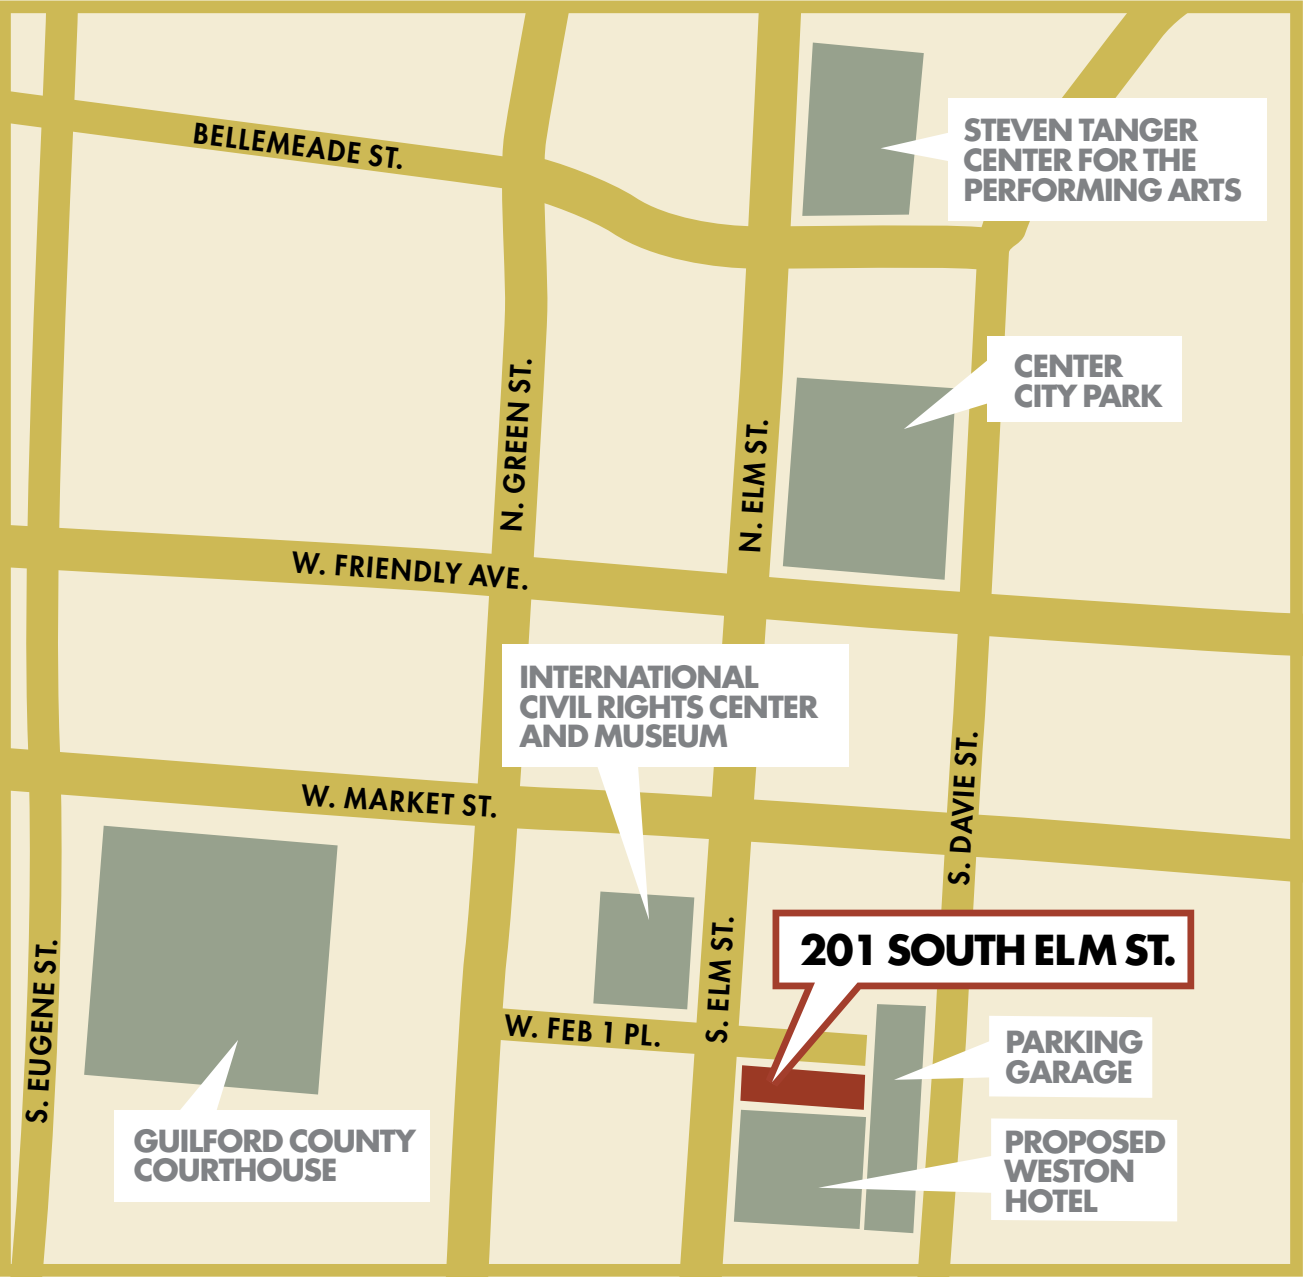 BELLEMEADE ST.
STEVEN TANGER
CENTER FOR THE
PERFORMING ARTS
CENTER
CITY PARK
N. GREEN ST.
N. ELM ST.
W. FRIENDLY AVE.
INTERNATIONAL
CIVIL RIGHTS CENTER
AND MUSEUM
W. MARKET ST.
S. DAVIE ST.
201 SOUTH ELM ST.
S. ELM ST.
S. EUGENE ST.
W. FEB 1 PL.
PARKING
GARAGE
GUILFORD COUNTY
COURTHOUSE
PROPOSED
WESTON
HOTEL